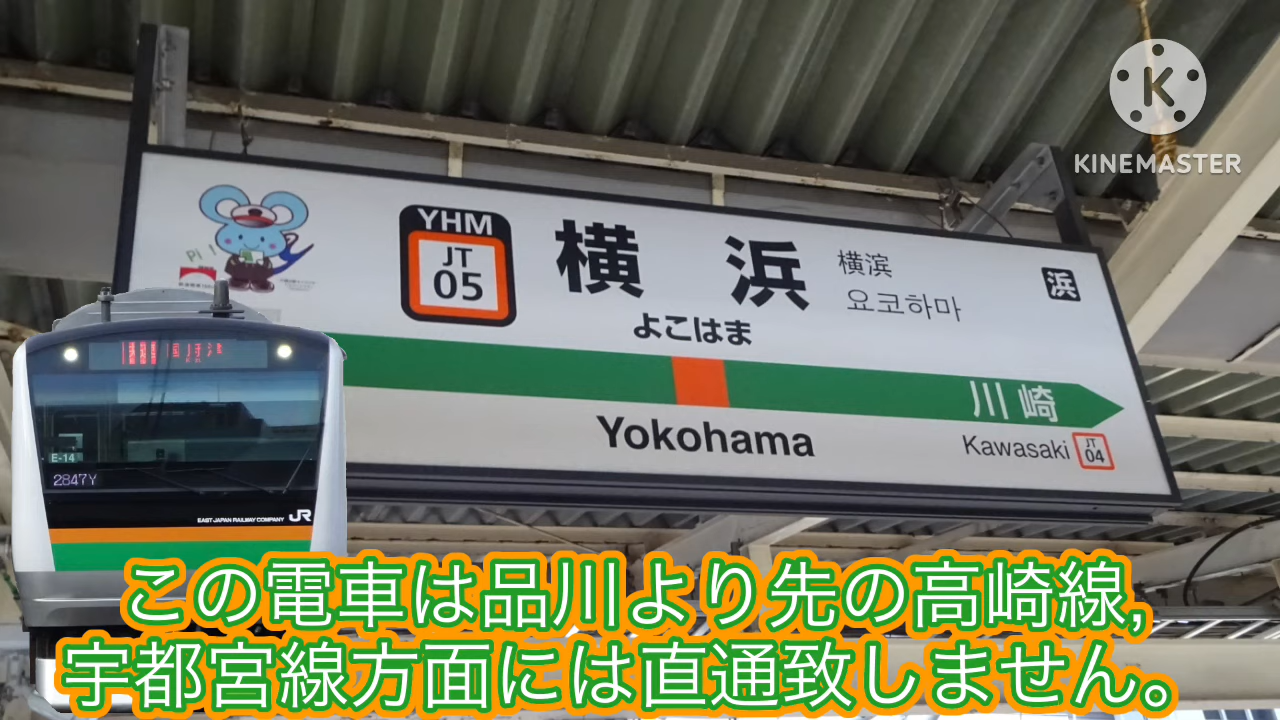 KINEMASTER
Pi!
YHM
JT
05
横浜
横滨
요코하마
浜
よこはま
川崎
Yokohama
Kawasaki
JT
04
E-14
2847Y
EAST JAPAN RAILWAY COMPANY JR
この電車は品川より先の高崎線,
宇都宮線方面には直通致しません。